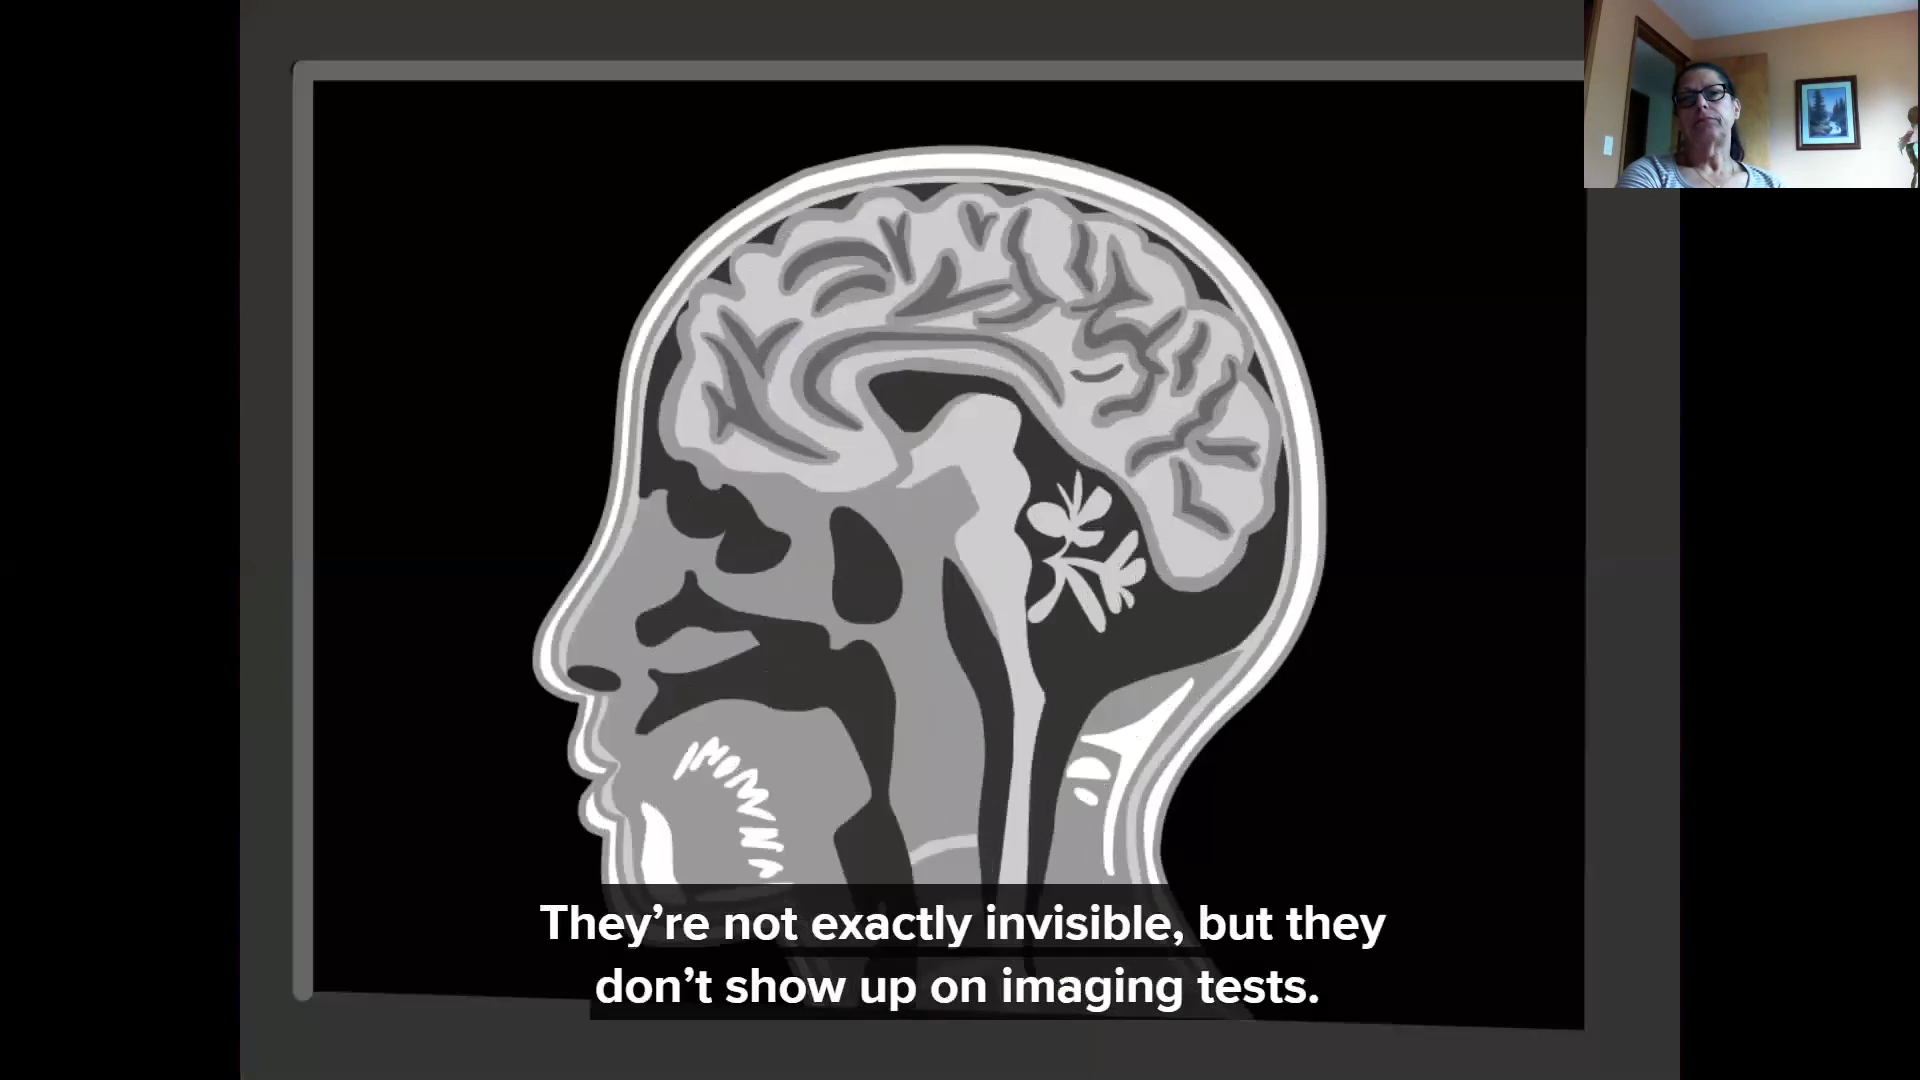 They’re not exactly invisible, but they
don’t show up on imaging tests.